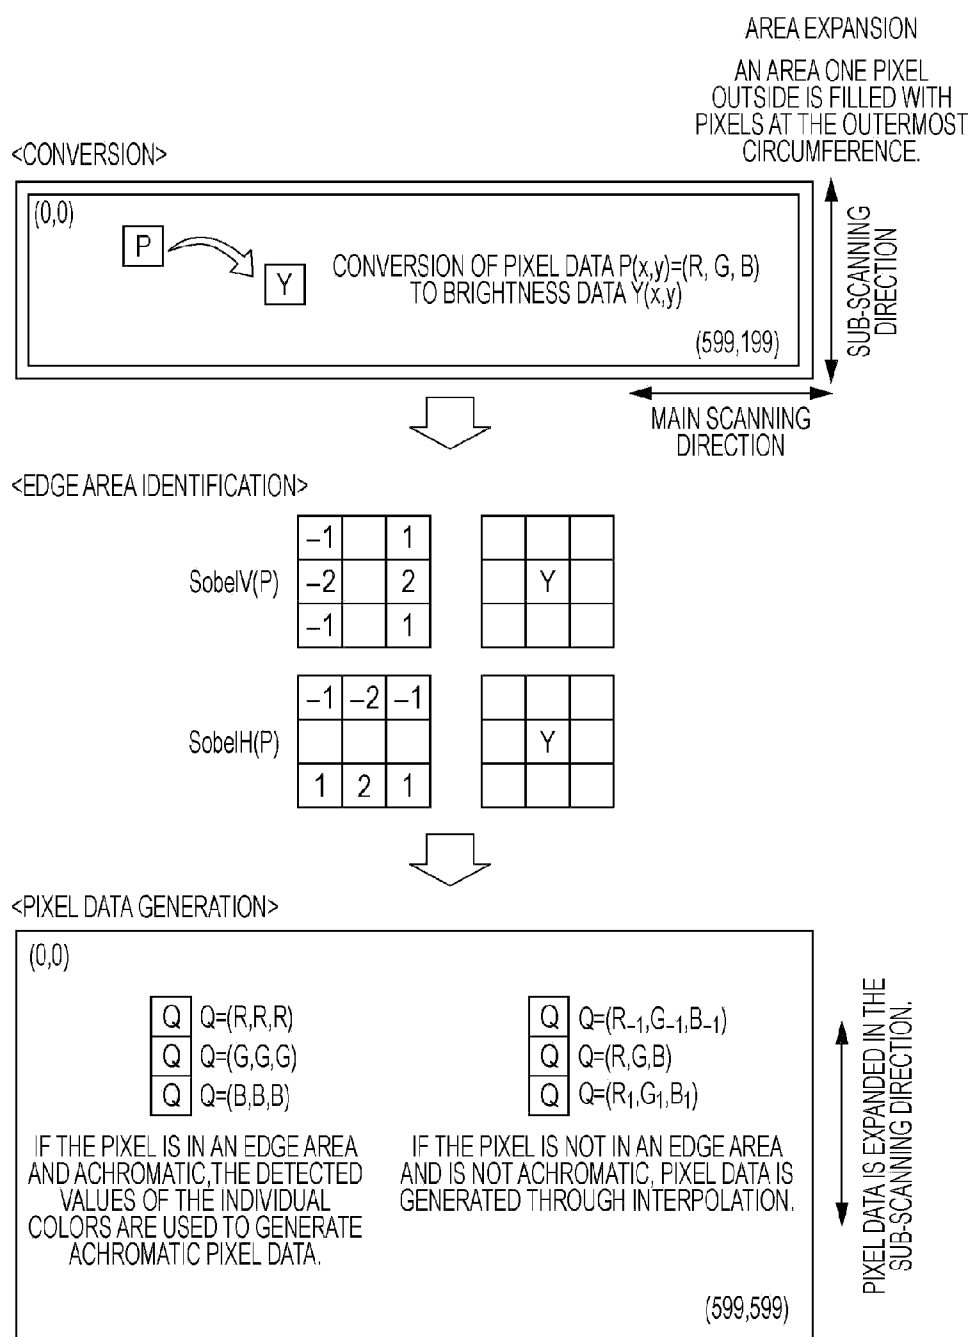 AREA EXPANSION
AN AREA ONE PIXEL
OUTSIDE IS FILLED WITH
PIXELS AT THE OUTERMOST
CIRCUMFERENCE.
<CONVERSION>
(0,0)
P
Y
CONVERSION OF PIXEL DATA P(x,y)=(R, G, B)
TO BRIGHTNESS DATA Y(x,y)
(599,199)
SUB-SCANNING
DIRECTION
MAIN SCANNING
DIRECTION
<EDGE AREA IDENTIFICATION>
SobelV(P)
–1 1
–2 2 Y
–1 1
SobelH(P)
–1 –2 –1
Y
1 2 1
<PIXEL DATA GENERATION>
(0,0)
Q Q=(R,R,R)
Q Q=(G,G,G)
Q Q=(B,B,B)
IF THE PIXEL IS IN AN EDGE AREA
AND ACHROMATIC,THE DETECTED
VALUES OF THE INDIVIDUAL
COLORS ARE USED TO GENERATE
ACHROMATIC PIXEL DATA.
Q Q=(R–1,G–1,B–1)
Q Q=(R,G,B)
Q Q=(R1,G1,B1)
IF THE PIXEL IS NOT IN AN EDGE AREA
AND IS NOT ACHROMATIC, PIXEL DATA IS
GENERATED THROUGH INTERPOLATION.
(599,599)
PIXEL DATA IS EXPANDED IN THE
SUB-SCANNING DIRECTION.